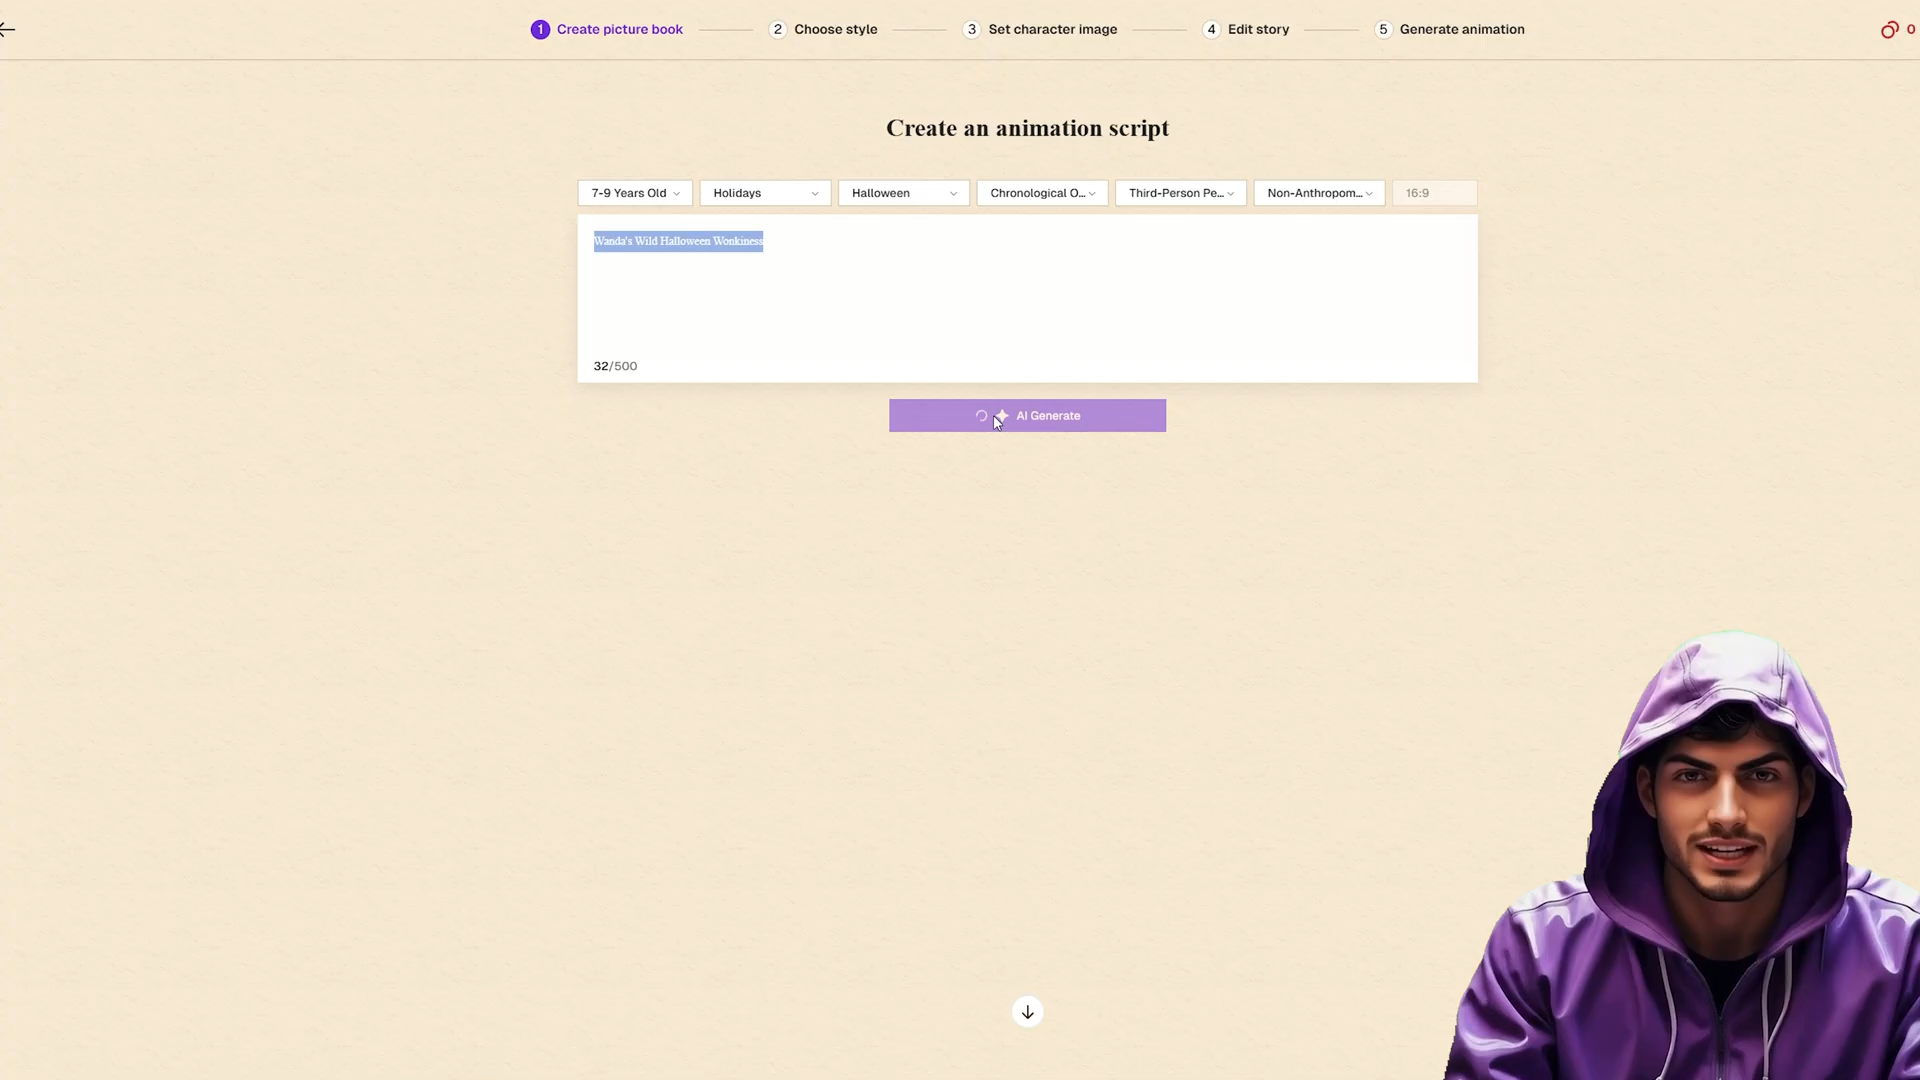 1 Create picture book 2 Choose style 3 Set character image 4 Edit story 5 Generate animation 0
Create an animation script
7-9 Years Old Holidays Halloween Chronological O... Third-Person Pe... Non-Anthropom... 16:9
Wanda's Wild Halloween Wonkiness
32/500
AI Generate